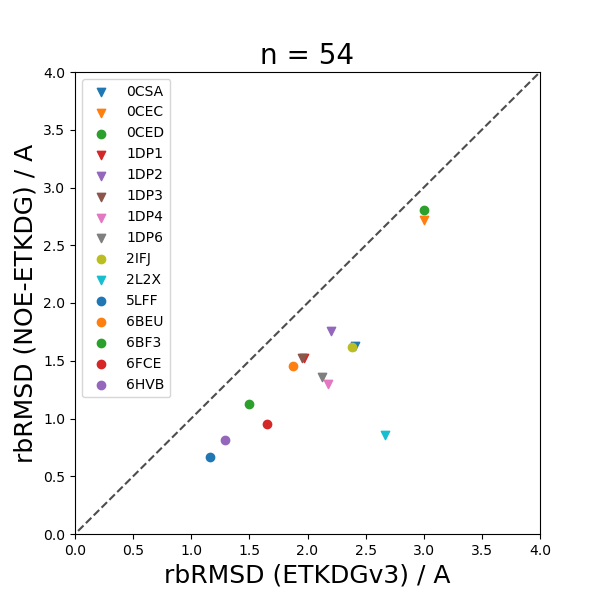 n = 54
rbRMSD (NOE-ETKDG) / A
4.0
3.5
3.0
2.5
2.0
1.5
1.0
0.5
0.0
0CSA
0CEC
0CED
1DP1
1DP2
1DP3
1DP4
1DP6
2IFJ
2L2X
5LFF
6BEU
6BF3
6FCE
6HVB
0.0 0.5 1.0 1.5 2.0 2.5 3.0 3.5 4.0
rbRMSD (ETKDGv3) / A